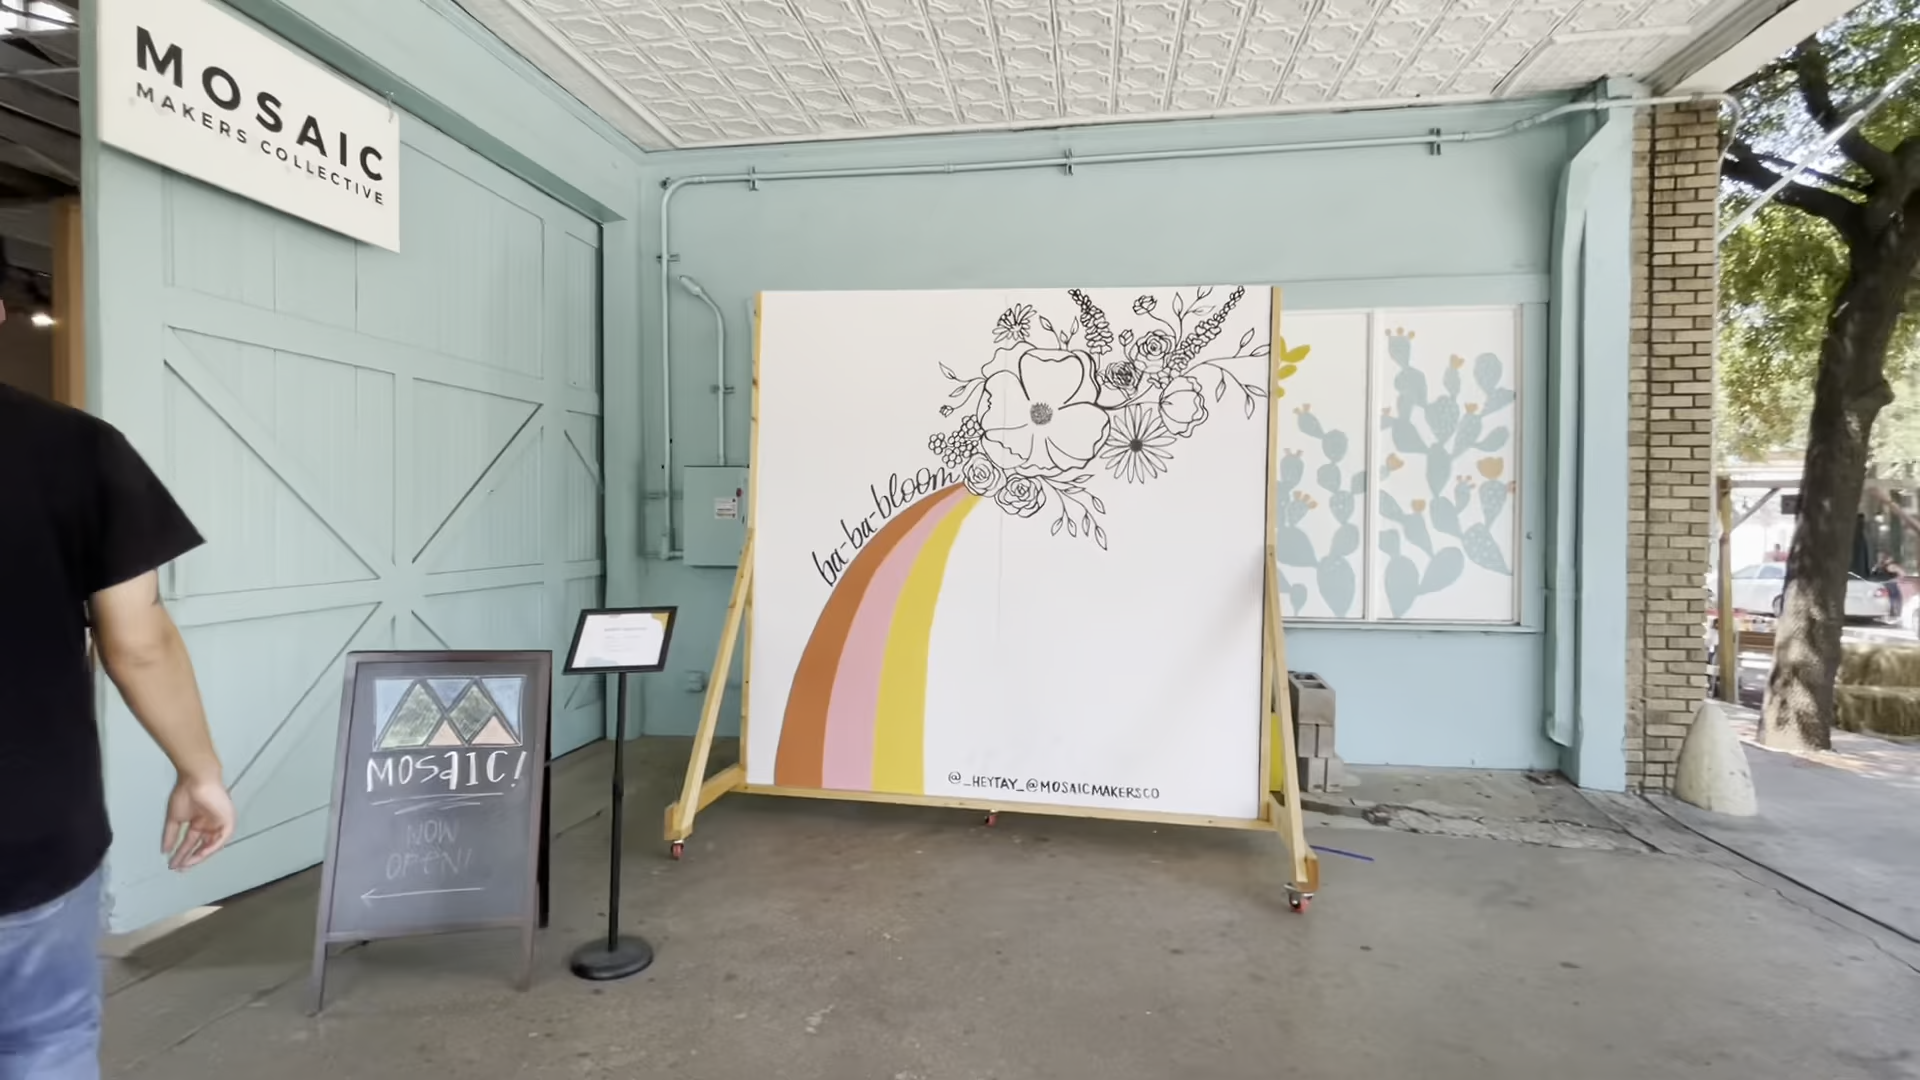 MOSAIC
MAKERS COLLECTIVE
ba-ba-bloom
MOSAIC!
NOW
OPEN!
@_HEYTAY_@MOSAICMAKERSCO